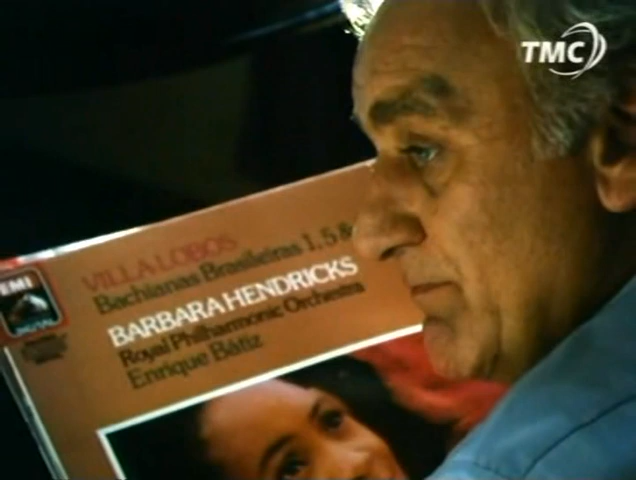 TMC
VILLA LOBOS
Bachianas Brasileiras 1, 5 &
EMI
BARBARA HENDRICKS
Royal Philharmonic Orchestra
Enrique Bátiz